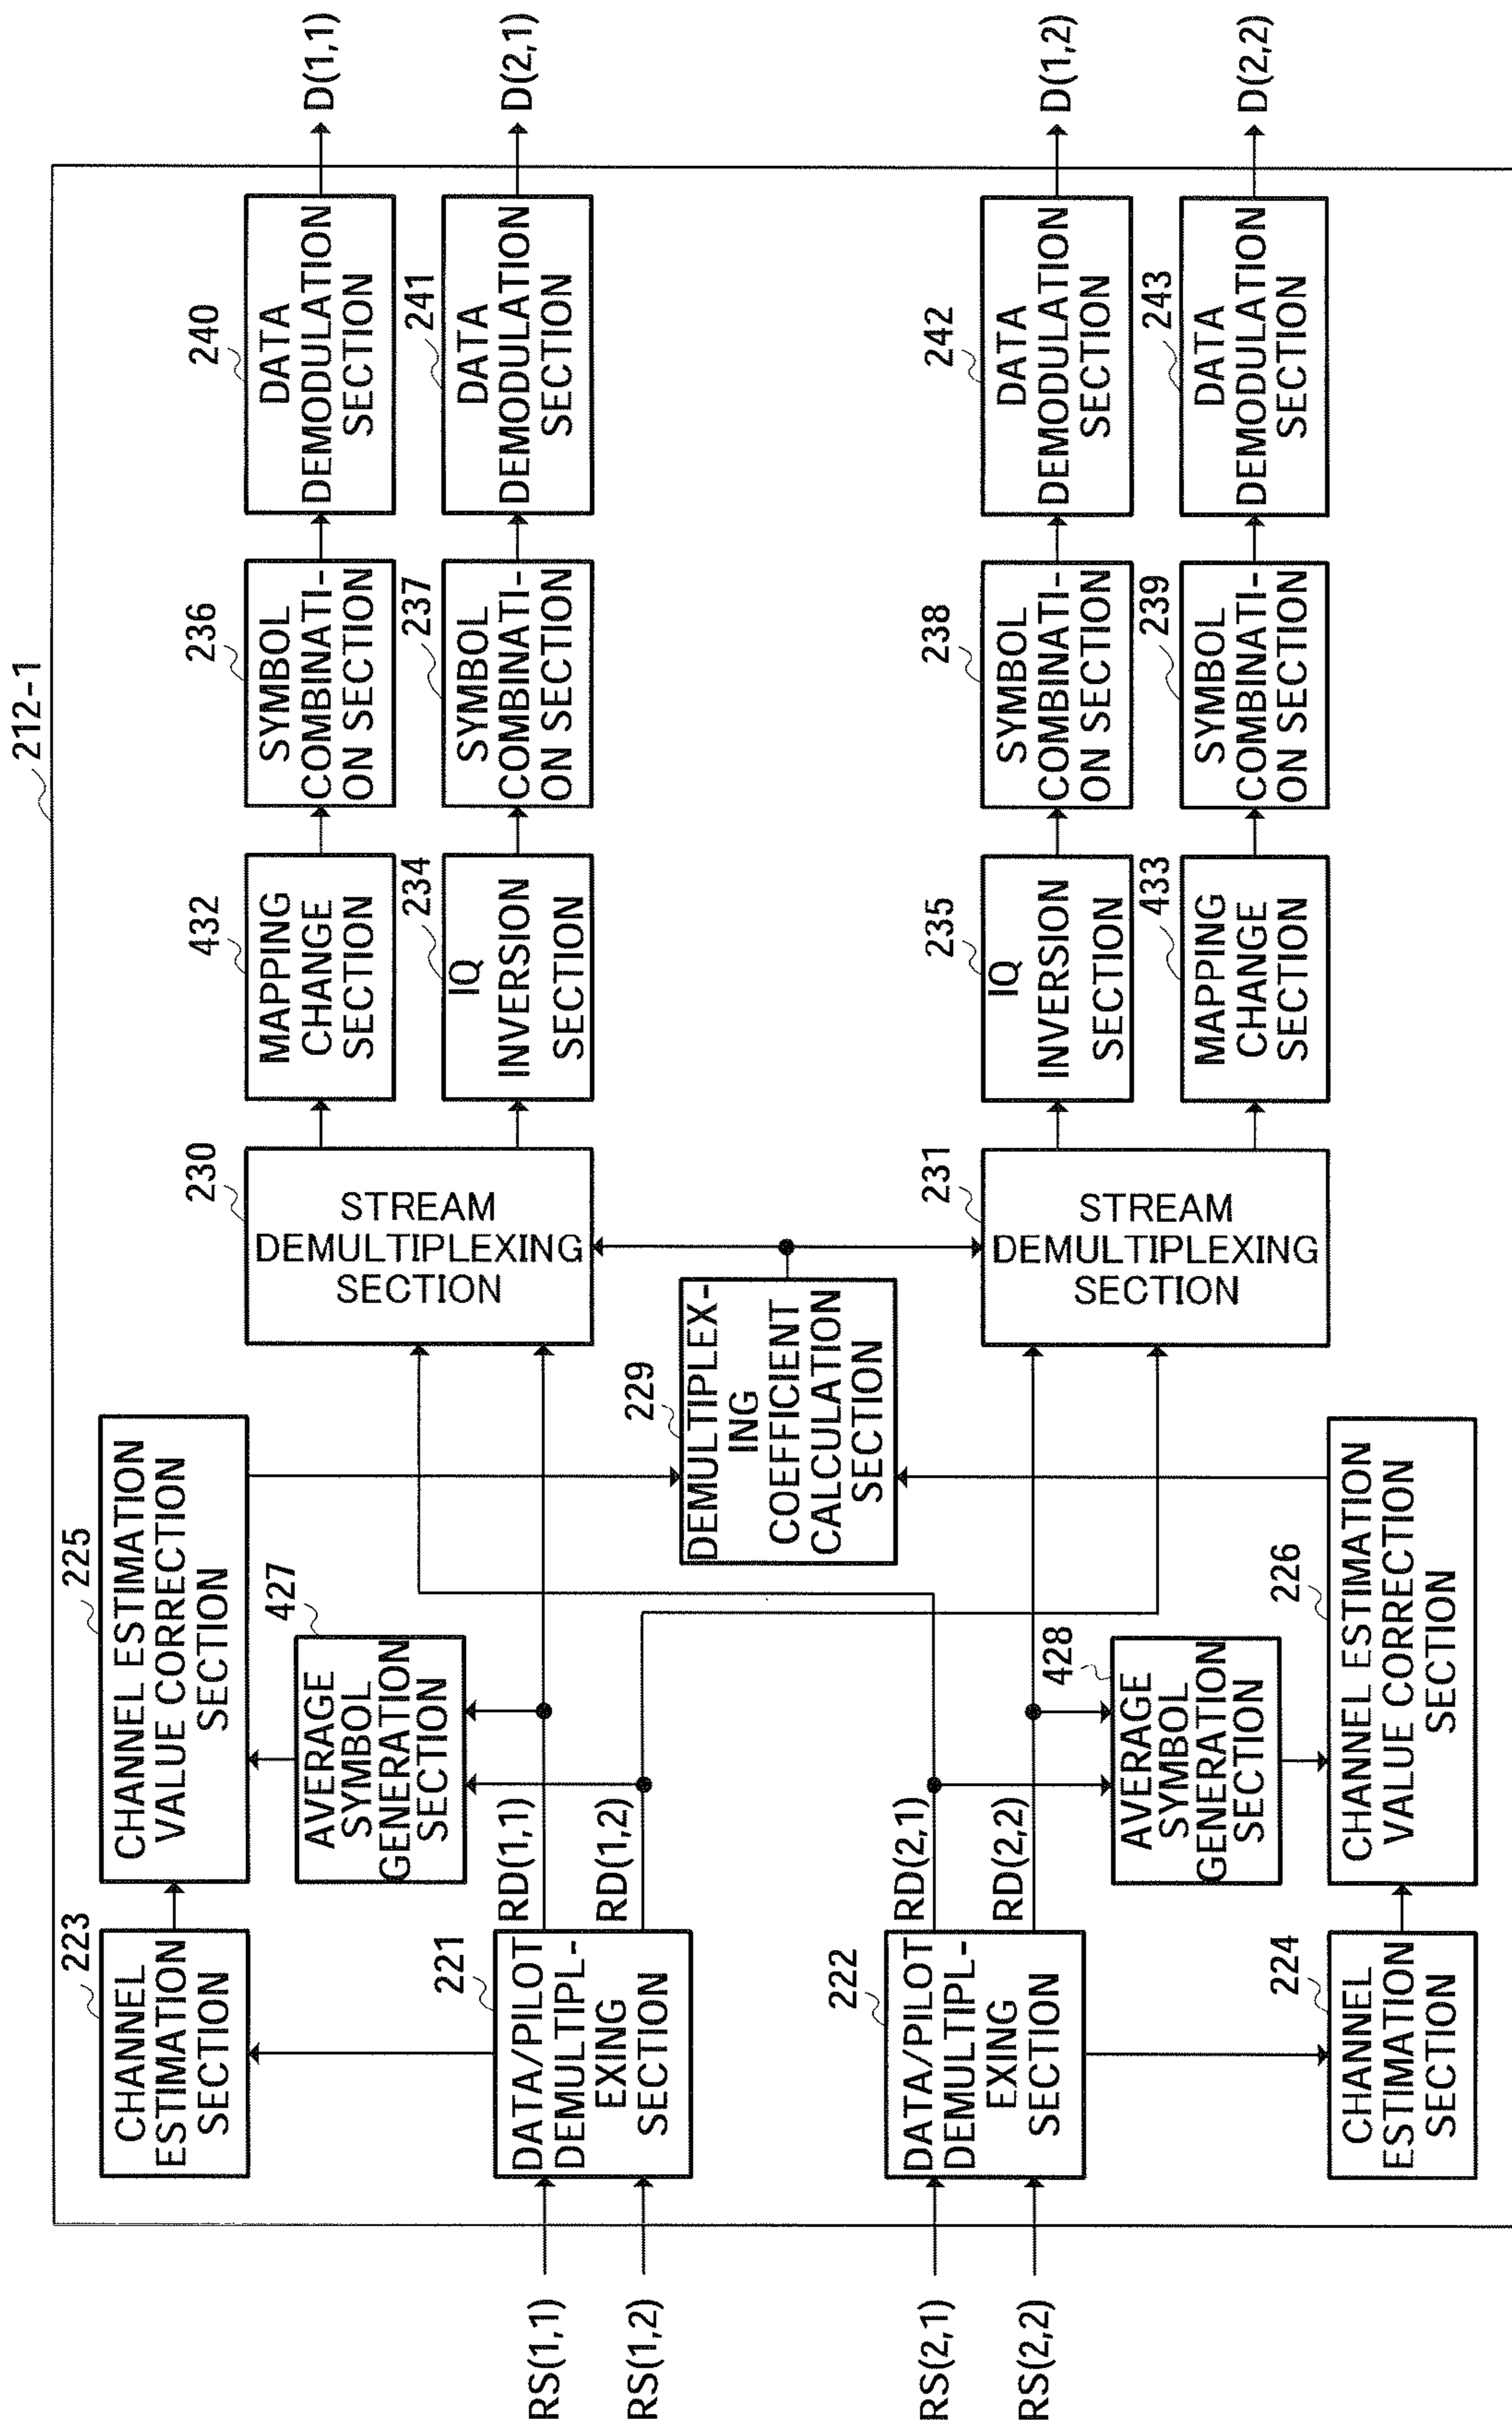 212-1
223
CHANNEL
ESTIMATION
SECTION
225
CHANNEL ESTIMATION
VALUE CORRECTION
SECTION
427
AVERAGE
SYMBOL
GENERATION
SECTION
RS(1,1)
RS(1,2)
221
DATA/PILOT
DEMULTIPL-
EXING
SECTION
RD(1,1)
RD(1,2)
230
STREAM
DEMULTIPLEXING
SECTION
432
MAPPING
CHANGE
SECTION
236
SYMBOL
COMBINATI-
ON SECTION
240
DATA
DEMODULATION
SECTION
D(1,1)
234
IQ
INVERSION
SECTION
237
SYMBOL
COMBINATI-
ON SECTION
241
DATA
DEMODULATION
SECTION
D(2,1)
229
DEMULTIPLEX-
ING
COEFFICIENT
CALCULATION
SECTION
RS(2,1)
RS(2,2)
222
DATA/PILOT
DEMULTIPL-
EXING
SECTION
RD(2,1)
RD(2,2)
231
STREAM
DEMULTIPLEXING
SECTION
235
IQ
INVERSION
SECTION
238
SYMBOL
COMBINATI-
ON SECTION
242
DATA
DEMODULATION
SECTION
D(1,2)
433
MAPPING
CHANGE
SECTION
239
SYMBOL
COMBINATI-
ON SECTION
243
DATA
DEMODULATION
SECTION
D(2,2)
428
AVERAGE
SYMBOL
GENERATION
SECTION
224
CHANNEL
ESTIMATION
SECTION
226
CHANNEL ESTIMATION
VALUE CORRECTION
SECTION